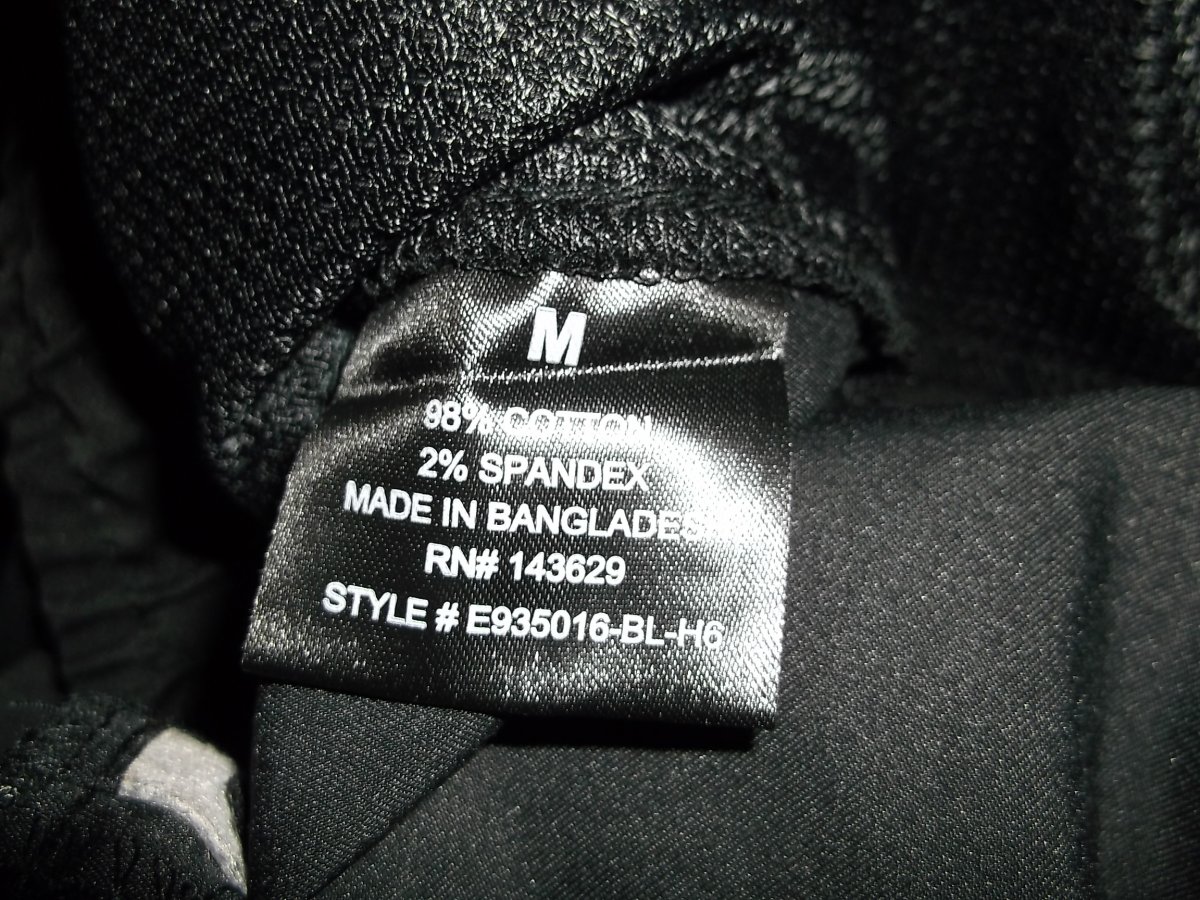 M
98% COTTON
2% SPANDEX
MADE IN BANGLADESH
RN# 143629
STYLE # E935016-BL-H6